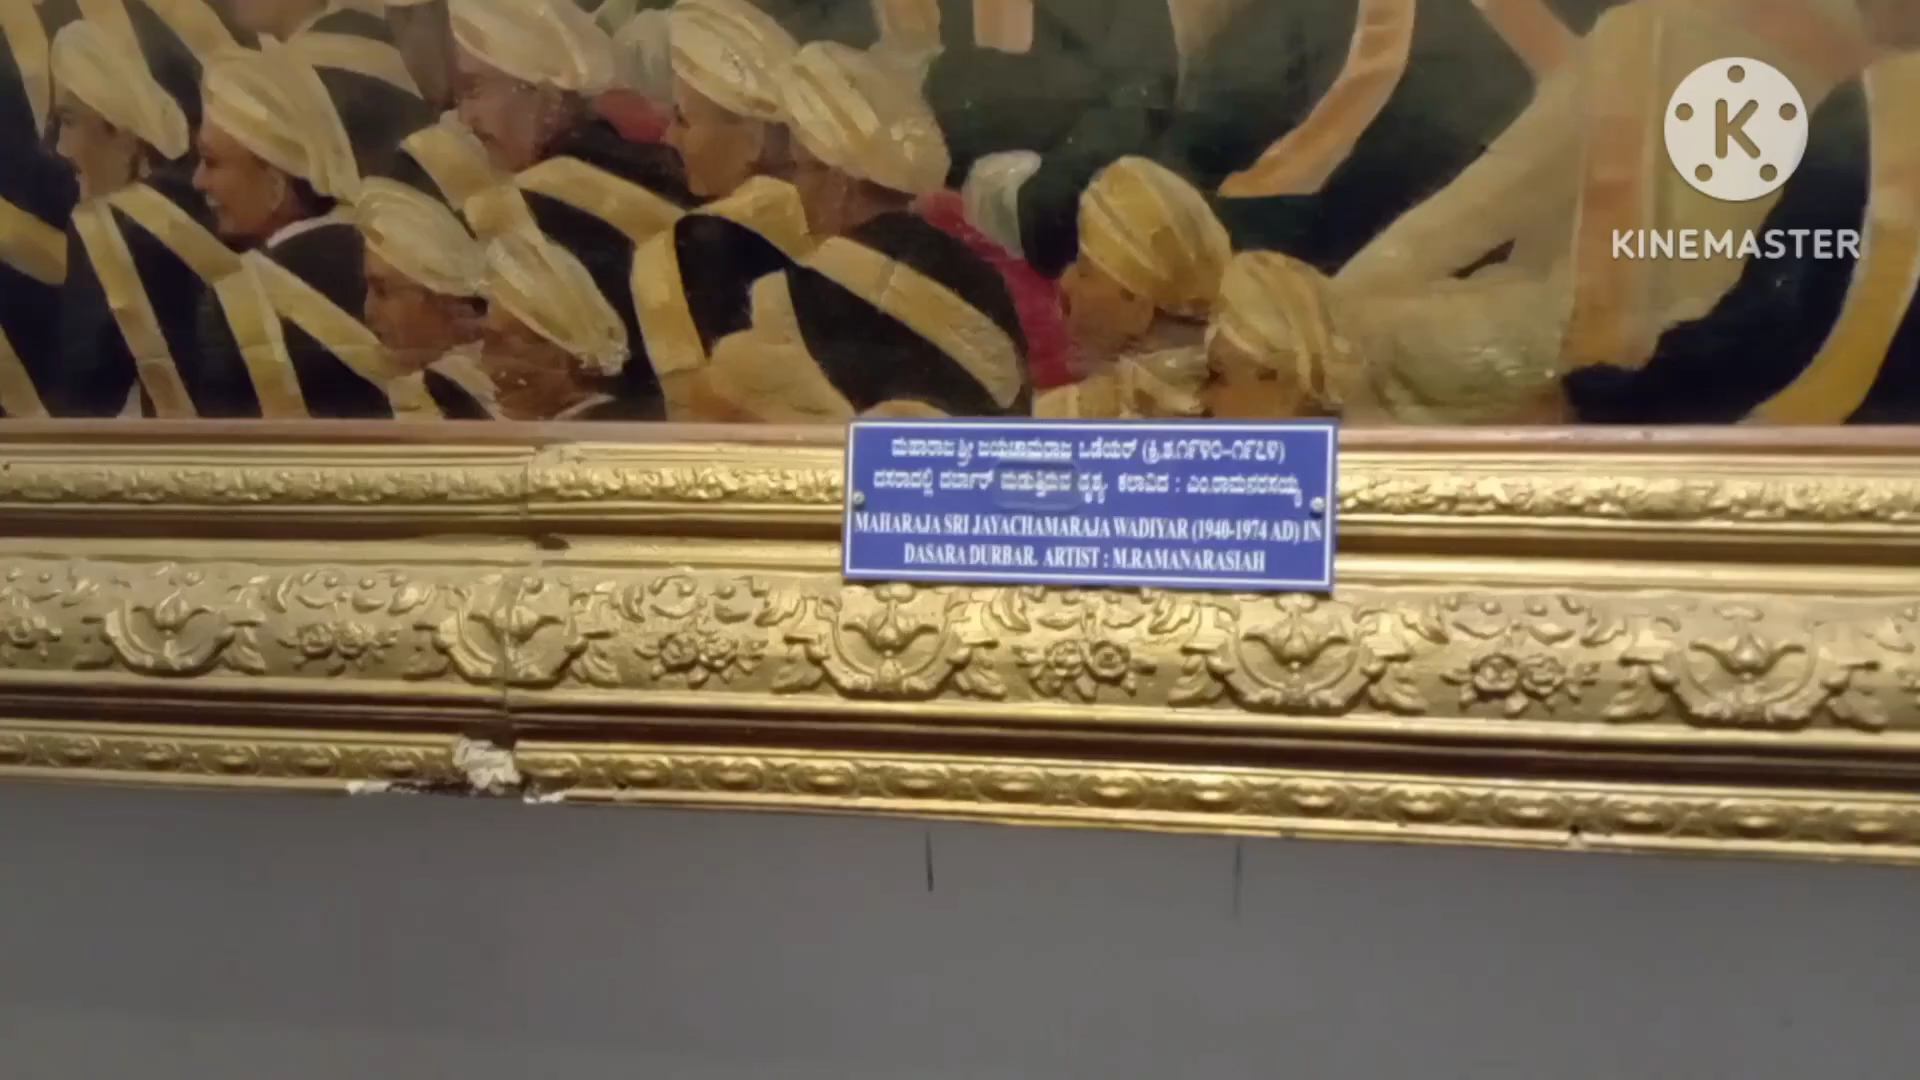 ಮಹಾರಾಜ ಶ್ರೀ ಜಯಚಾಮರಾಜ ಒಡೆಯರ್ (ಕ್ರಿ.ಶ.೧೯೪೦-೧೯೭೪)
ದಸರಾದಲ್ಲಿ ದರ್ಬಾರ್ ಮಾಡುತ್ತಿರುವ ದೃಶ್ಯ. ಕಲಾವಿದ : ಎಂ.ರಾಮನರಸಯ್ಯ
MAHARAJA SRI JAYACHAMARAJA WADIYAR (1940-1974 AD) IN
DASARA DURBAR. ARTIST : M.RAMANARASIAH
K
KINEMASTER